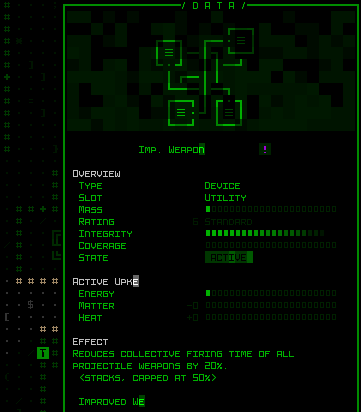 / D A T A /
Imp. Weapon !
Overview
Type Device
Slot Utility
Mass
Rating 6 Standard
Integrity
Coverage
State ACTIVE
Active Upke
Energy
Matter -0
Heat +0
Effect
Reduces collective firing time of all
projectile weapons by 20%.
<stacks, capped at 50%>
Improved We